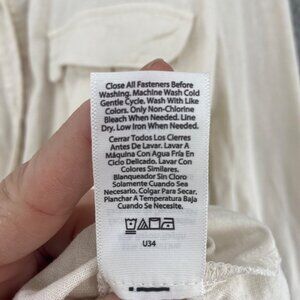 Close All Fasteners Before
Washing. Machine Wash Cold
Gentle Cycle. Wash With Like
Colors. Only Non-Chlorine
Bleach When Needed. Line
Dry. Low Iron When Needed.
Cerrar Todos Los Cierres
Antes De Lavar. Lavar A
Máquina Con Agua Fría En
Ciclo Delicado. Lavar Con
Colores Similares.
Blanqueador Sin Cloro
Solamente Cuando Sea
Necesario. Colgar Para Secar.
Planchar A Temperatura Baja
Cuando Se Necesite.
U34